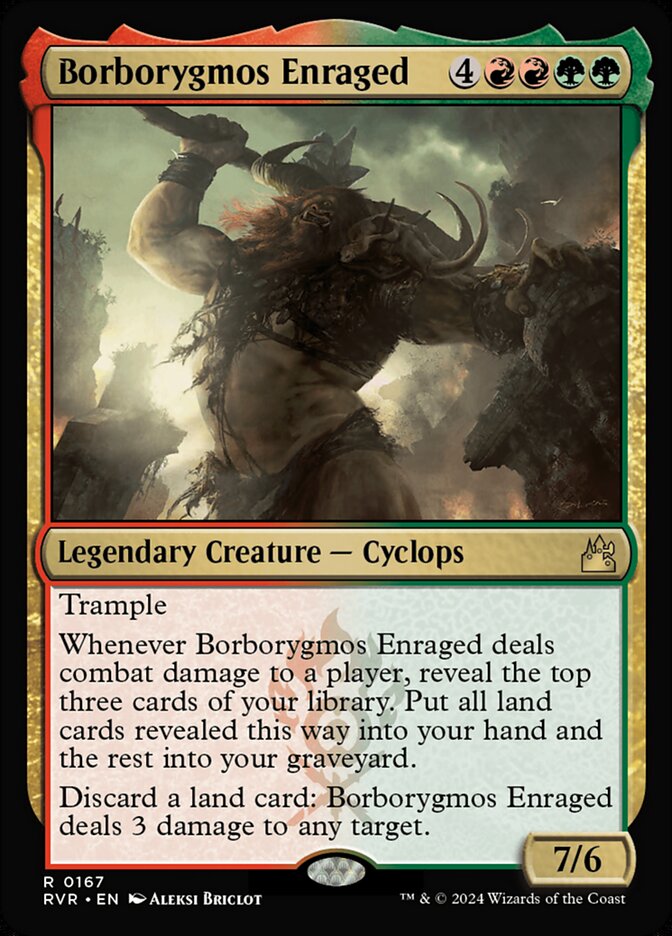 Borborygmos Enraged 4
Legendary Creature — Cyclops
Trample
Whenever Borborygmos Enraged deals
combat damage to a player, reveal the top
three cards of your library. Put all land
cards revealed this way into your hand and
the rest into your graveyard.
Discard a land card: Borborygmos Enraged
deals 3 damage to any target.
7/6
R 0167
RVR • EN ALEKSI BRICLOT
™ & © 2024 Wizards of the Coast